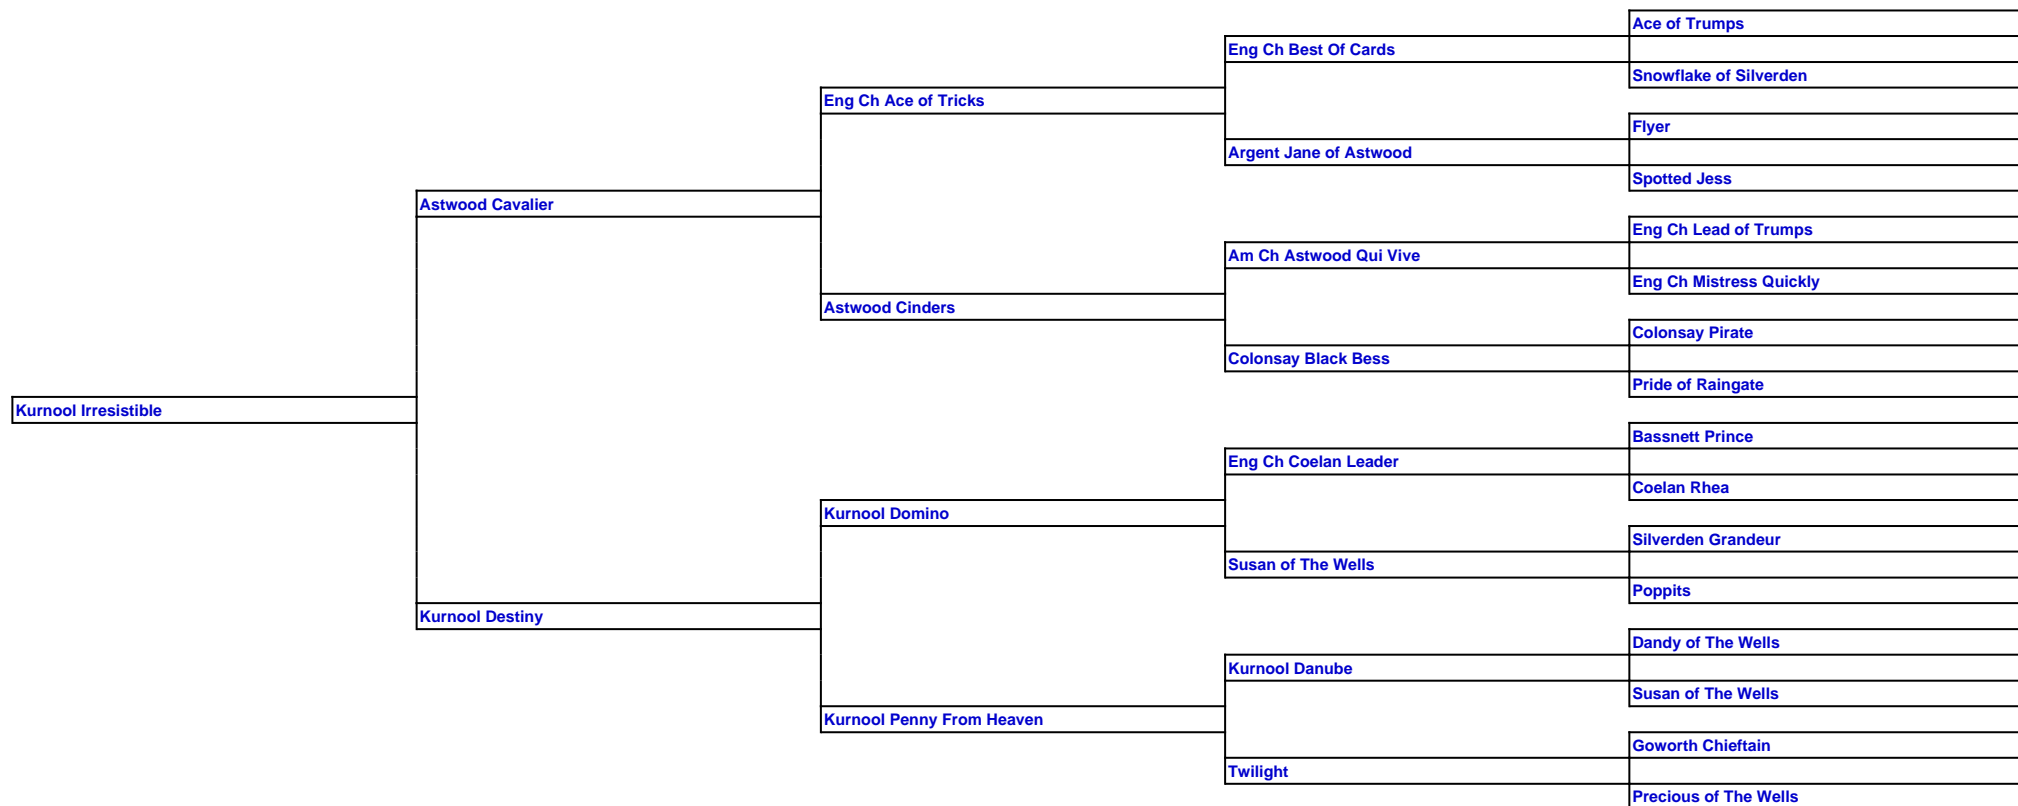 Ace of Trumps
Eng Ch Best Of Cards
Snowflake of Silverden
Eng Ch Ace of Tricks
Flyer
Argent Jane of Astwood
Spotted Jess
Astwood Cavalier
Eng Ch Lead of Trumps
Am Ch Astwood Qui Vive
Eng Ch Mistress Quickly
Astwood Cinders
Colonsay Pirate
Colonsay Black Bess
Pride of Raingate
Kurnool Irresistible
Bassnett Prince
Eng Ch Coelan Leader
Coelan Rhea
Kurnool Domino
Silverden Grandeur
Susan of The Wells
Poppits
Kurnool Destiny
Dandy of The Wells
Kurnool Danube
Susan of The Wells
Kurnool Penny From Heaven
Goworth Chieftain
Twilight
Precious of The Wells